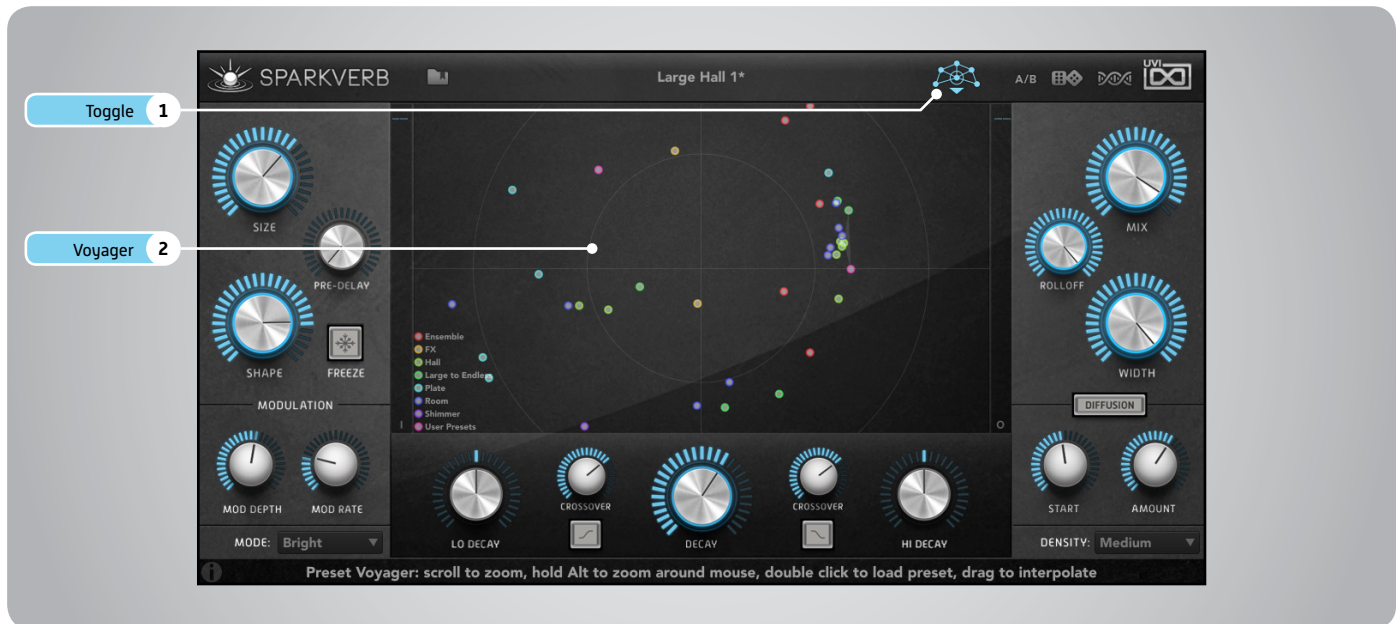 SPARKVERB
Large Hall 1*
A/B
UVI
Toggle 1
Voyager 2
SIZE
PRE-DELAY
SHAPE
FREEZE
MODULATION
MOD DEPTH
MOD RATE
MODE: Bright
Ensemble
FX
Hall
Large to Endless
Plate
Room
Shimmer
User Presets
I
O
LO DECAY
CROSSOVER
DECAY
CROSSOVER
HI DECAY
MIX
ROLLOFF
WIDTH
DIFFUSION
START
AMOUNT
DENSITY: Medium
Preset Voyager: scroll to zoom, hold Alt to zoom around mouse, double click to load preset, drag to interpolate